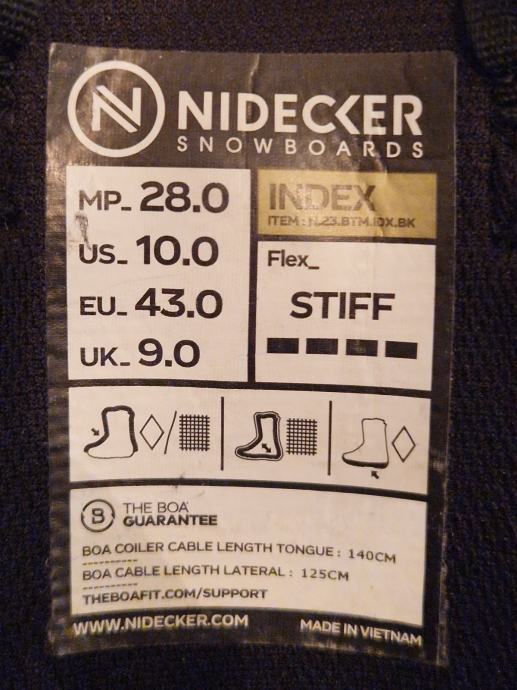 NIDECKER
SNOWBOARDS
MP_ 28.0
US_ 10.0
EU_ 43.0
UK_ 9.0
INDEX
ITEM : N.23.BTM.IDX.BK
Flex_
STIFF
B THE BOA
GUARANTEE
BOA COILER CABLE LENGTH TONGUE : 140CM
----------
BOA CABLE LENGTH LATERAL : 125CM
----------
THEBOAFIT.COM/SUPPORT
WWW.NIDECKER.COM MADE IN VIETNAM